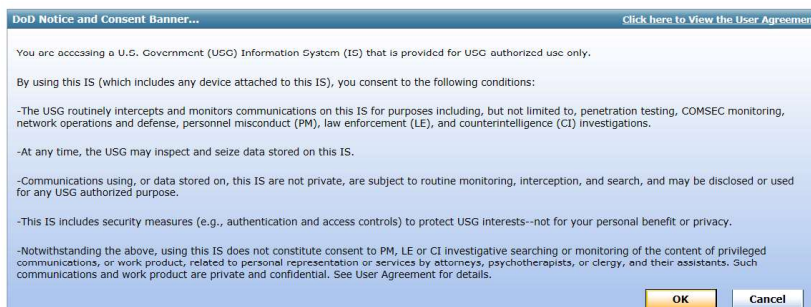 DoD Notice and Consent Banner... Click here to View the User Agreemen
You are accessing a U.S. Government (USG) Information System (IS) that is provided for USG authorized use only.
By using this IS (which includes any device attached to this IS), you consent to the following conditions:
-The USG routinely intercepts and monitors communications on this IS for purposes including, but not limited to, penetration testing, COMSEC monitoring,
network operations and defense, personnel misconduct (PM), law enforcement (LE), and counterintelligence (CI) investigations.
-At any time, the USG may inspect and seize data stored on this IS.
-Communications using, or data stored on, this IS are not private, are subject to routine monitoring, interception, and search, and may be disclosed or used
for any USG authorized purpose.
-This IS includes security measures (e.g., authentication and access controls) to protect USG interests--not for your personal benefit or privacy.
-Notwithstanding the above, using this IS does not constitute consent to PM, LE or CI investigative searching or monitoring of the content of privileged
communications, or work product, related to personal representation or services by attorneys, psychotherapists, or clergy, and their assistants. Such
communications and work product are private and confidential. See User Agreement for details.
OK Cancel